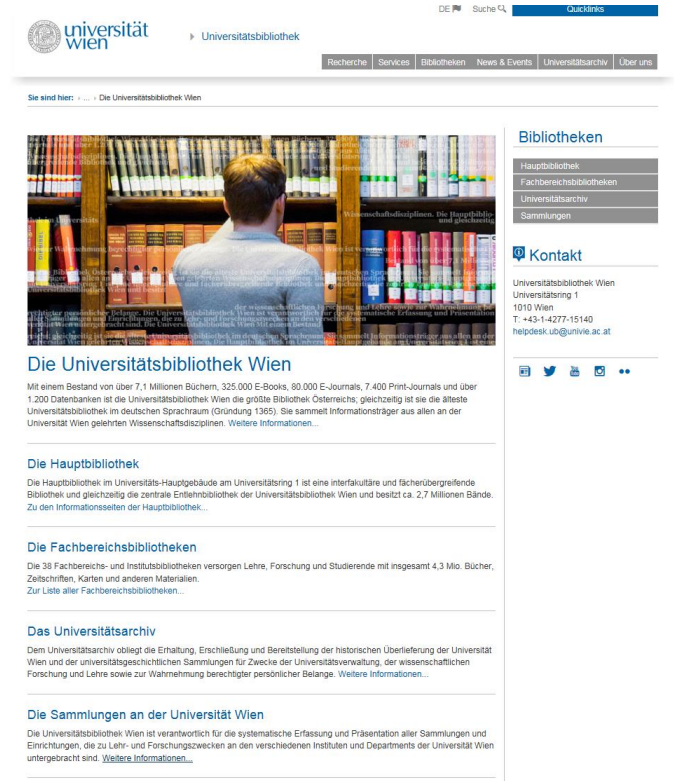 DE Suche Quicklinks
universität
wien
Universitätsbibliothek
Recherche Services Bibliotheken News & Events Universitätsarchiv Über uns
Sie sind hier: › ... › Die Universitätsbibliothek Wien
Die Universitätsbibliothek Wien
Mit einem Bestand von über 7,1 Millionen Büchern, 325.000 E-Books, 80.000 E-Journals, 7.400 Print-Journals und über
1.200 Datenbanken ist die Universitätsbibliothek Wien die größte Bibliothek Österreichs; gleichzeitig ist sie die älteste
Universitätsbibliothek im deutschen Sprachraum (Gründung 1365). Sie sammelt Informationsträger aus allen an der
Universität Wien gelehrten Wissenschaftsdisziplinen. Weitere Informationen...
Die Hauptbibliothek
Die Hauptbibliothek im Universitäts-Hauptgebäude am Universitätsring 1 ist eine interfakultäre und fächerübergreifende
Bibliothek und gleichzeitig die zentrale Entlehnbibliothek der Universitätsbibliothek Wien und besitzt ca. 2,7 Millionen Bände.
Zu den Informationsseiten der Hauptbibliothek...
Die Fachbereichsbibliotheken
Die 38 Fachbereichs- und Institutsbibliotheken versorgen Lehre, Forschung und Studierende mit insgesamt 4,3 Mio. Bücher,
Zeitschriften, Karten und anderen Materialien.
Zur Liste aller Fachbereichsbibliotheken...
Das Universitätsarchiv
Dem Universitätsarchiv obliegt die Erhaltung, Erschließung und Bereitstellung der historischen Überlieferung der Universität
Wien und der universitätsgeschichtlichen Sammlungen für Zwecke der Universitätsverwaltung, der wissenschaftlichen
Forschung und Lehre sowie zur Wahrnehmung berechtigter persönlicher Belange. Weitere Informationen...
Die Sammlungen an der Universität Wien
Die Universitätsbibliothek Wien ist verantwortlich für die systematische Erfassung und Präsentation aller Sammlungen und
Einrichtungen, die zu Lehr- und Forschungszwecken an den verschiedenen Instituten und Departments der Universität Wien
untergebracht sind. Weitere Informationen...
Bibliotheken
Hauptbibliothek
Fachbereichsbibliotheken
Universitätsarchiv
Sammlungen
Kontakt
Universitätsbibliothek Wien
Universitätsring 1
1010 Wien
T: +43-1-4277-15140
helpdesk.ub@univie.ac.at